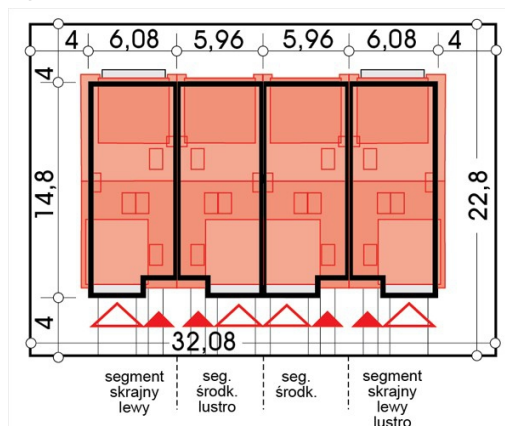 4 6,08 5,96 5,96 6,08 4
4
14,8
22,8
4
32,08
segment
skrajny
lewy
seg.
środk.
lustro
seg.
środk.
segment
skrajny
lewy
lustro